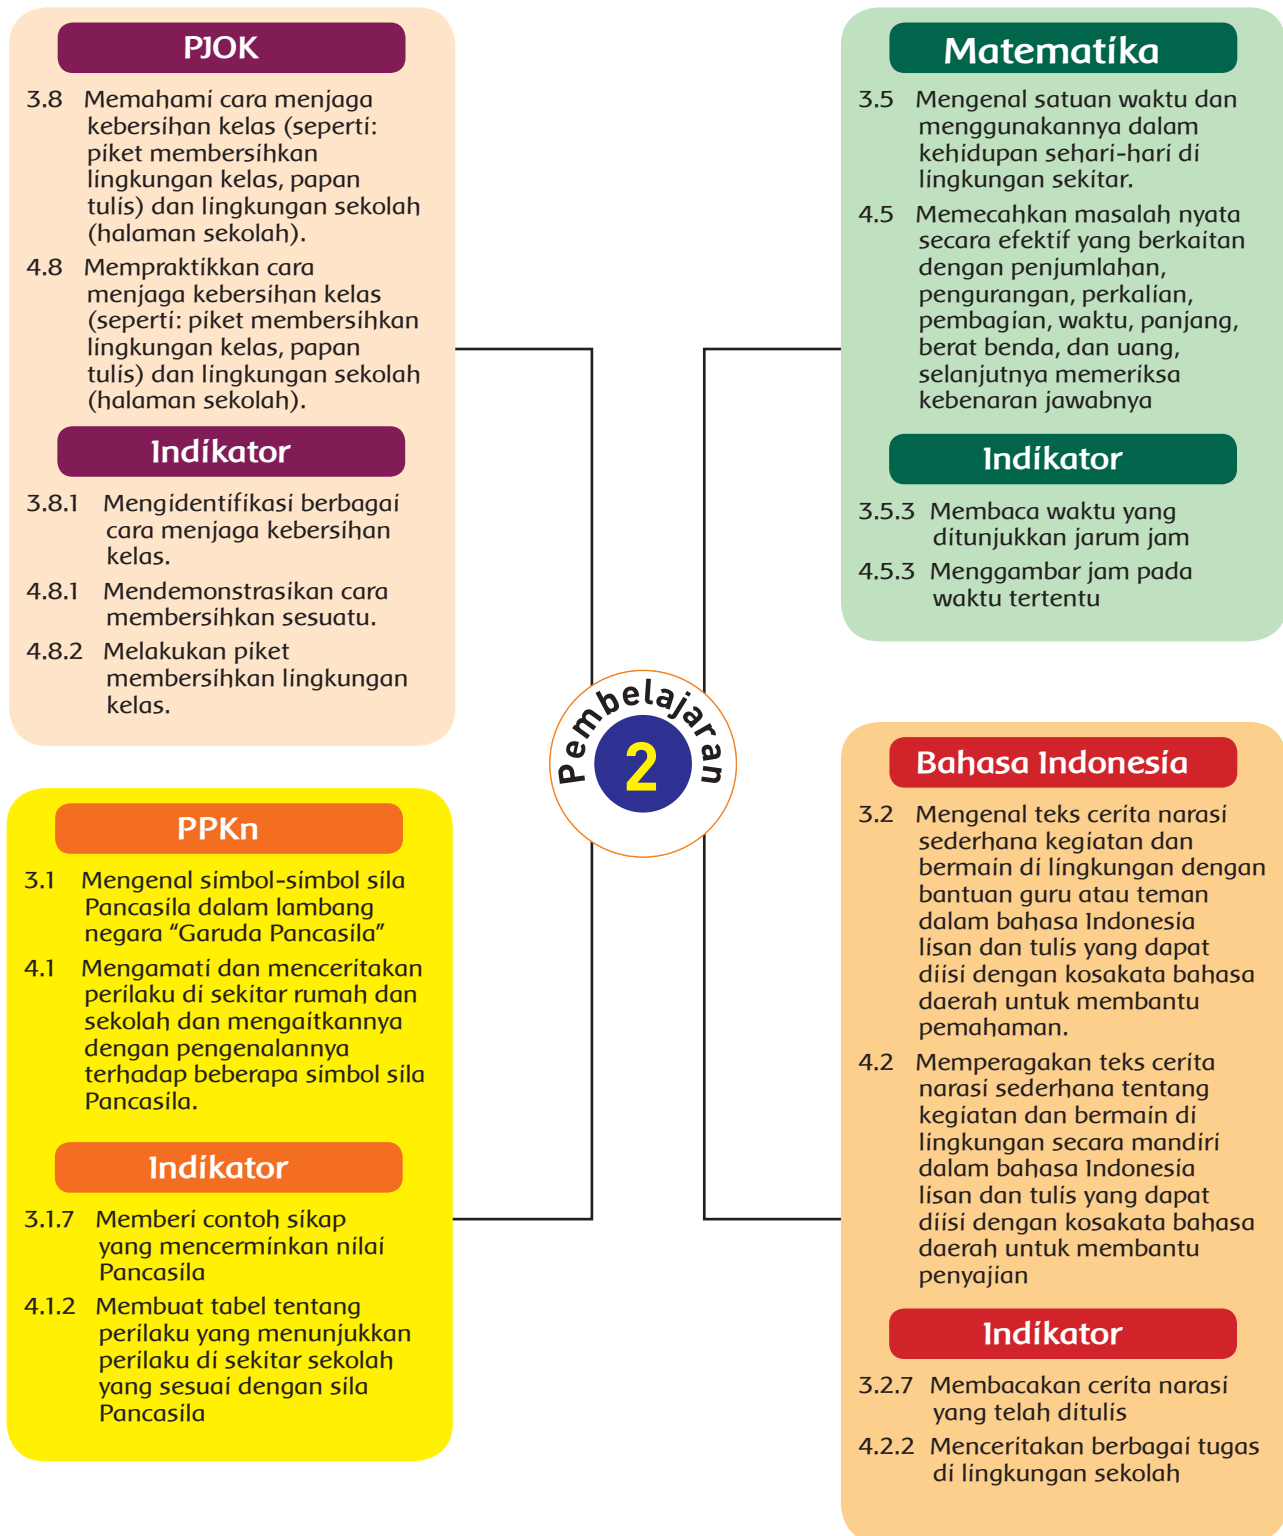 PJOK
3.8 Memahami cara menjaga
kebersihan kelas (seperti:
piket membersihkan
lingkungan kelas, papan
tulis) dan lingkungan sekolah
(halaman sekolah).
4.8 Mempraktikkan cara
menjaga kebersihan kelas
(seperti: piket membersihkan
lingkungan kelas, papan
tulis) dan lingkungan sekolah
(halaman sekolah).
Indikator
3.8.1 Mengidentifikasi berbagai
cara menjaga kebersihan
kelas.
4.8.1 Mendemonstrasikan cara
membersihkan sesuatu.
4.8.2 Melakukan piket
membersihkan lingkungan
kelas.
Matematika
3.5 Mengenal satuan waktu dan
menggunakannya dalam
kehidupan sehari-hari di
lingkungan sekitar.
4.5 Memecahkan masalah nyata
secara efektif yang berkaitan
dengan penjumlahan,
pengurangan, perkalian,
pembagian, waktu, panjang,
berat benda, dan uang,
selanjutnya memeriksa
kebenaran jawabnya
Indikator
3.5.3 Membaca waktu yang
ditunjukkan jarum jam
4.5.3 Menggambar jam pada
waktu tertentu
Pembelajaran
2
PPKn
3.1 Mengenal simbol-simbol sila
Pancasila dalam lambang
negara “Garuda Pancasila”
4.1 Mengamati dan menceritakan
perilaku di sekitar rumah dan
sekolah dan mengaitkannya
dengan pengenalannya
terhadap beberapa simbol sila
Pancasila.
Indikator
3.1.7 Memberi contoh sikap
yang mencerminkan nilai
Pancasila
4.1.2 Membuat tabel tentang
perilaku yang menunjukkan
perilaku di sekitar sekolah
yang sesuai dengan sila
Pancasila
Bahasa Indonesia
3.2 Mengenal teks cerita narasi
sederhana kegiatan dan
bermain di lingkungan dengan
bantuan guru atau teman
dalam bahasa Indonesia
lisan dan tulis yang dapat
diisi dengan kosakata bahasa
daerah untuk membantu
pemahaman.
4.2 Memperagakan teks cerita
narasi sederhana tentang
kegiatan dan bermain di
lingkungan secara mandiri
dalam bahasa Indonesia
lisan dan tulis yang dapat
diisi dengan kosakata bahasa
daerah untuk membantu
penyajian
Indikator
3.2.7 Membacakan cerita narasi
yang telah ditulis
4.2.2 Menceritakan berbagai tugas
di lingkungan sekolah